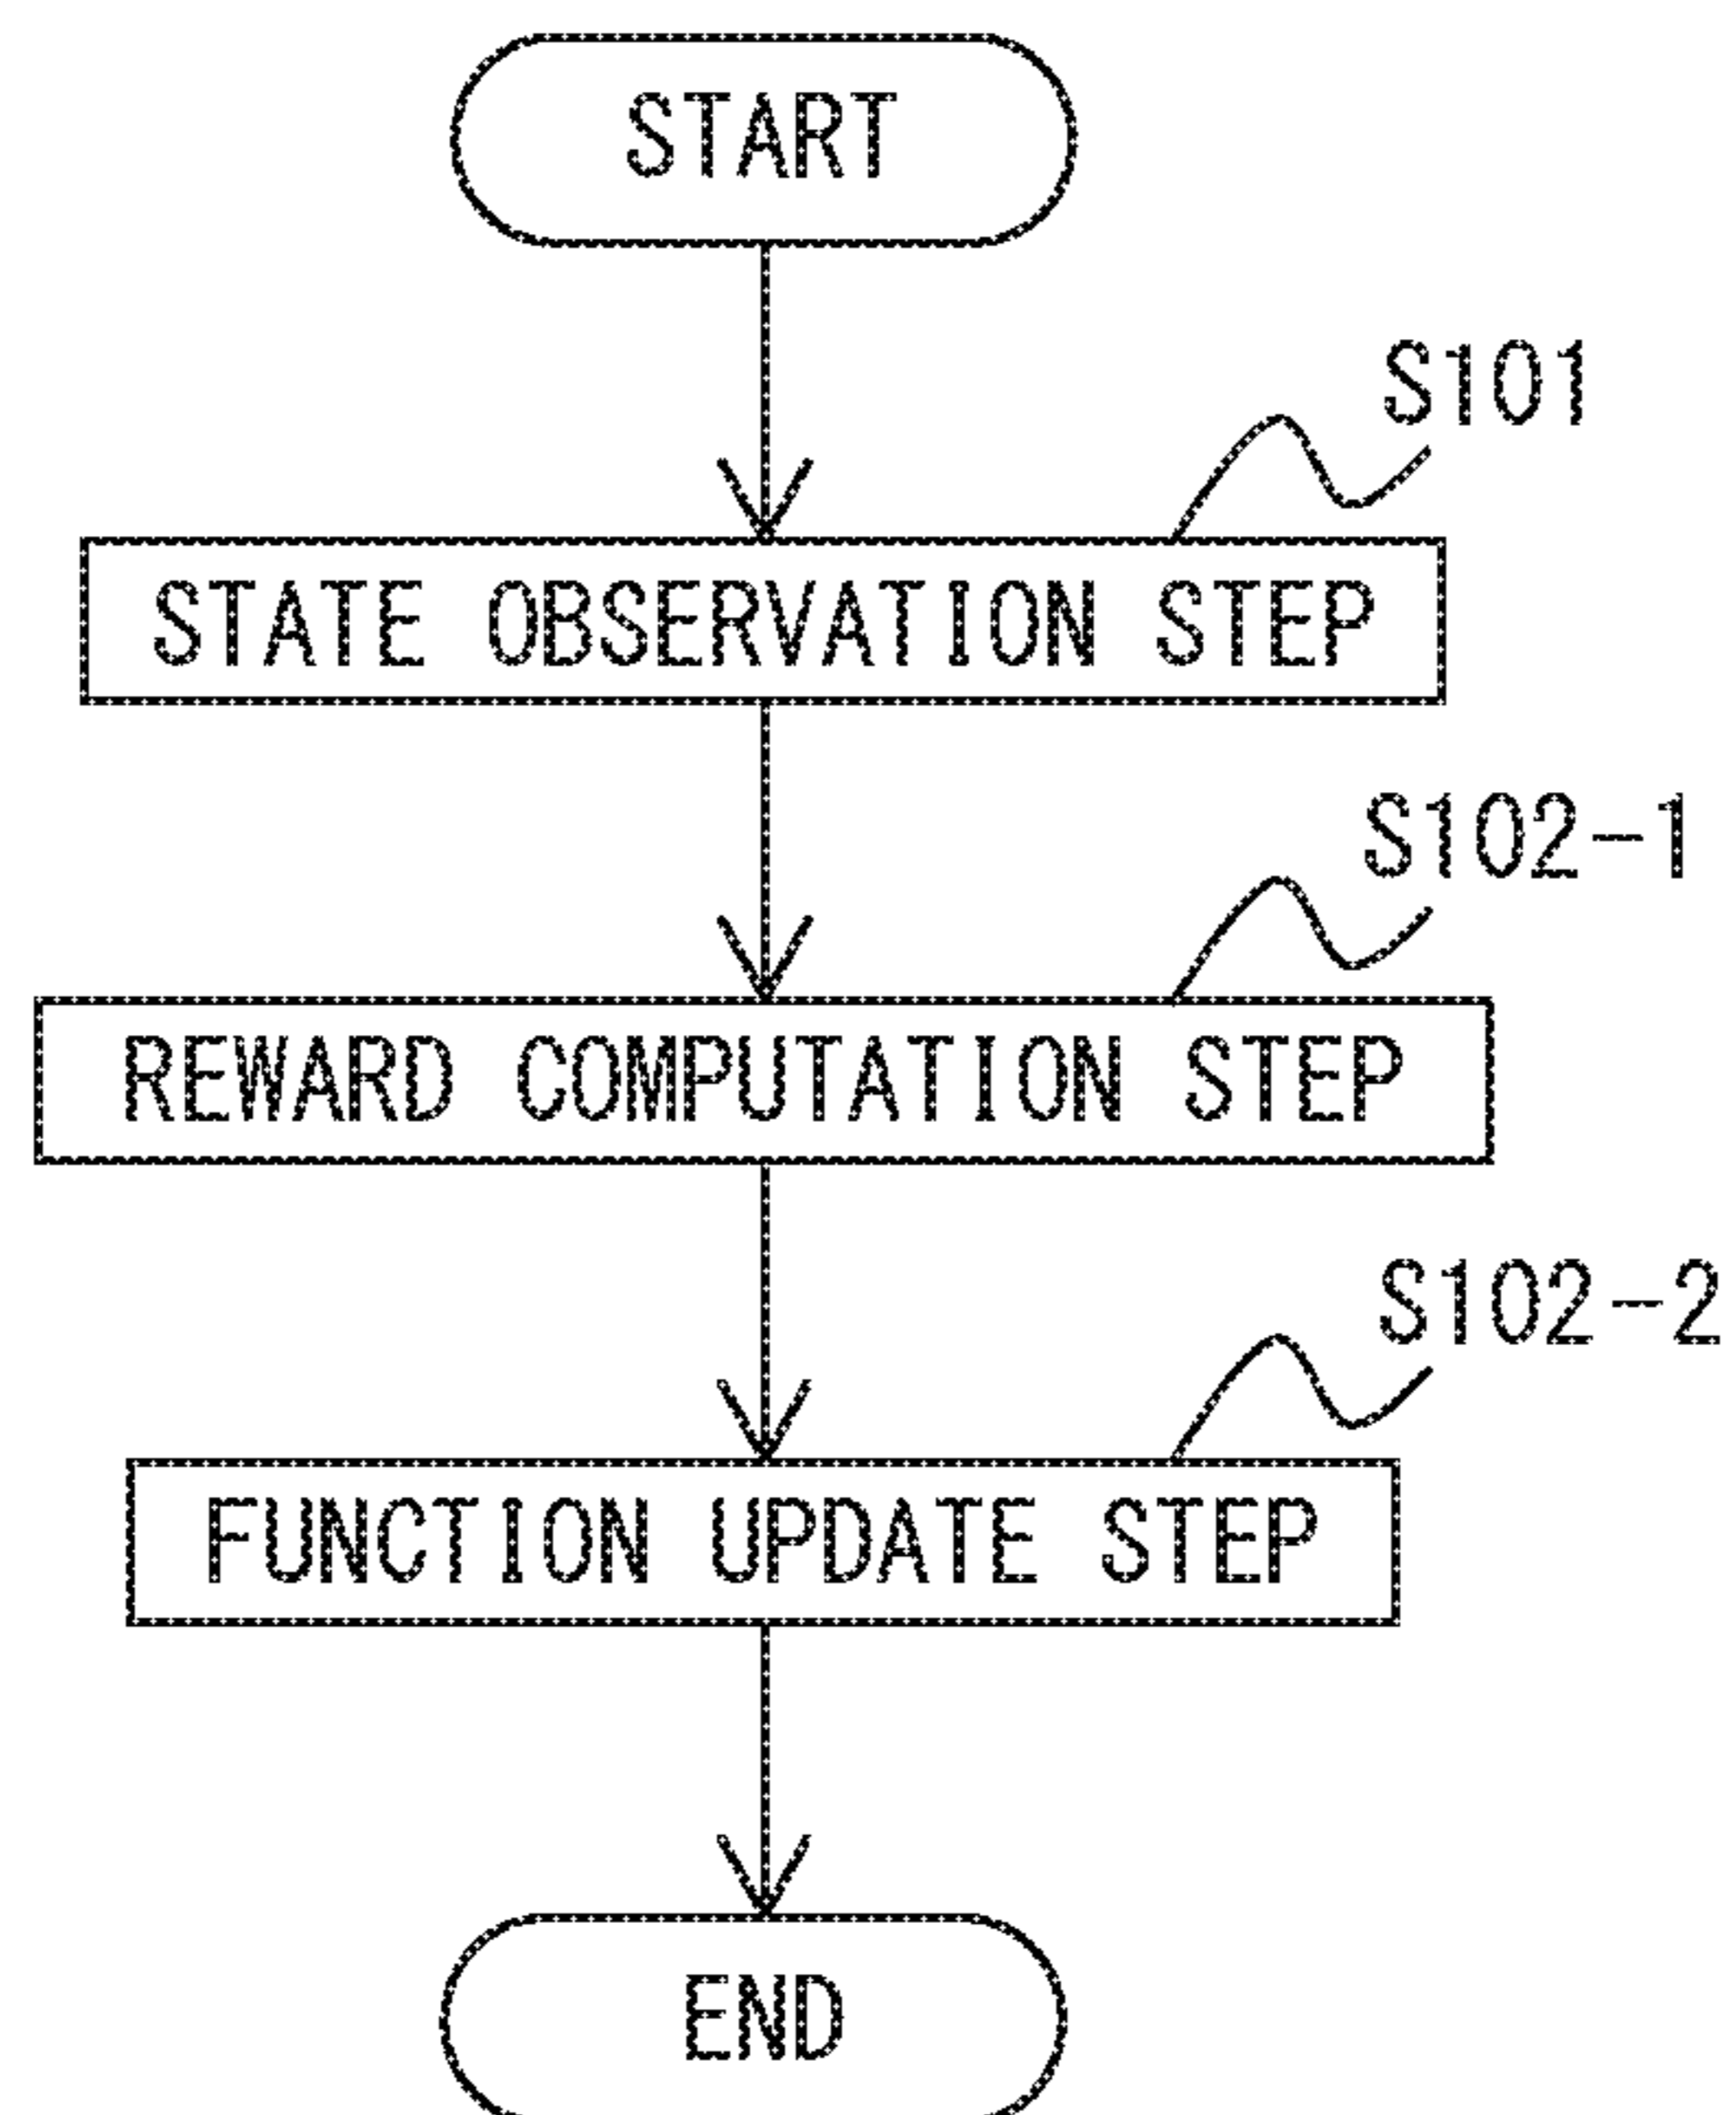 START
S101
STATE OBSERVATION STEP
S102-1
REWARD COMPUTATION STEP
S102-2
FUNCTION UPDATE STEP
END